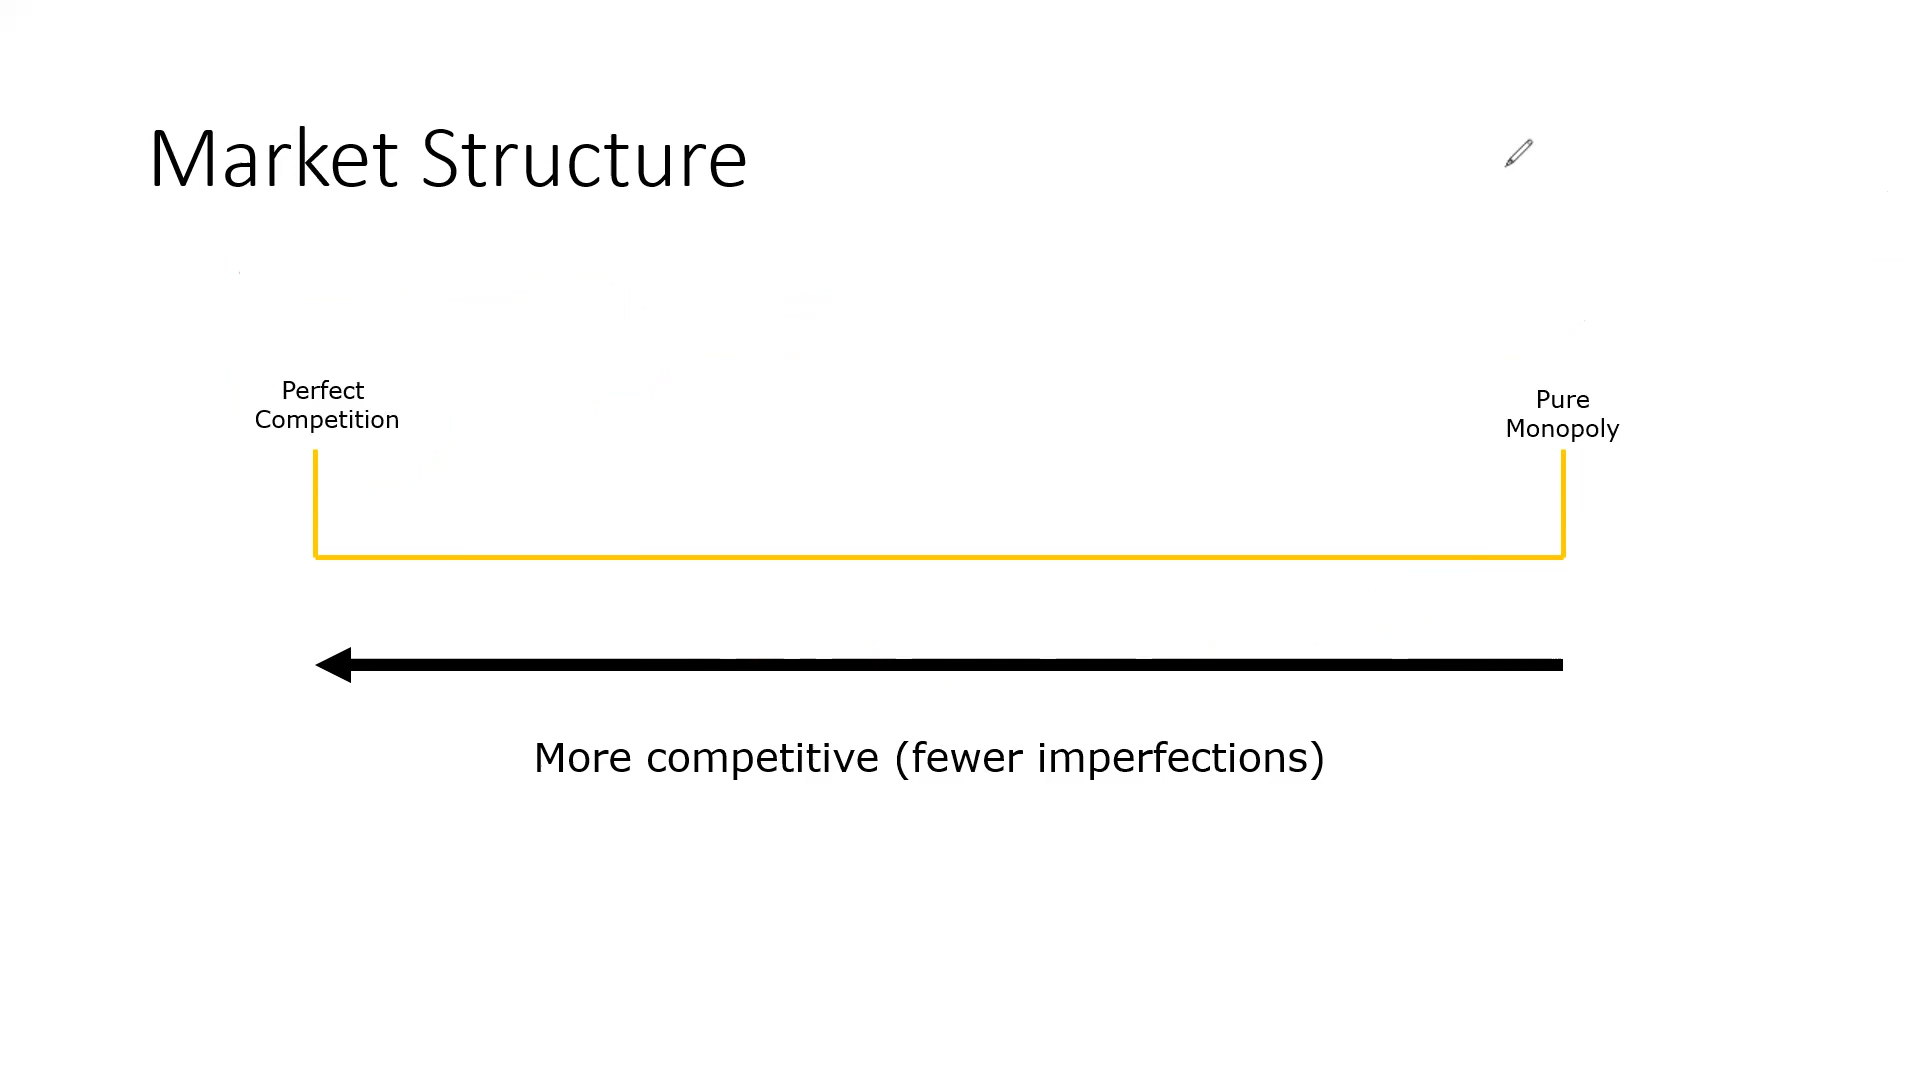 Market Structure
Perfect
Competition
Pure
Monopoly
More competitive (fewer imperfections)